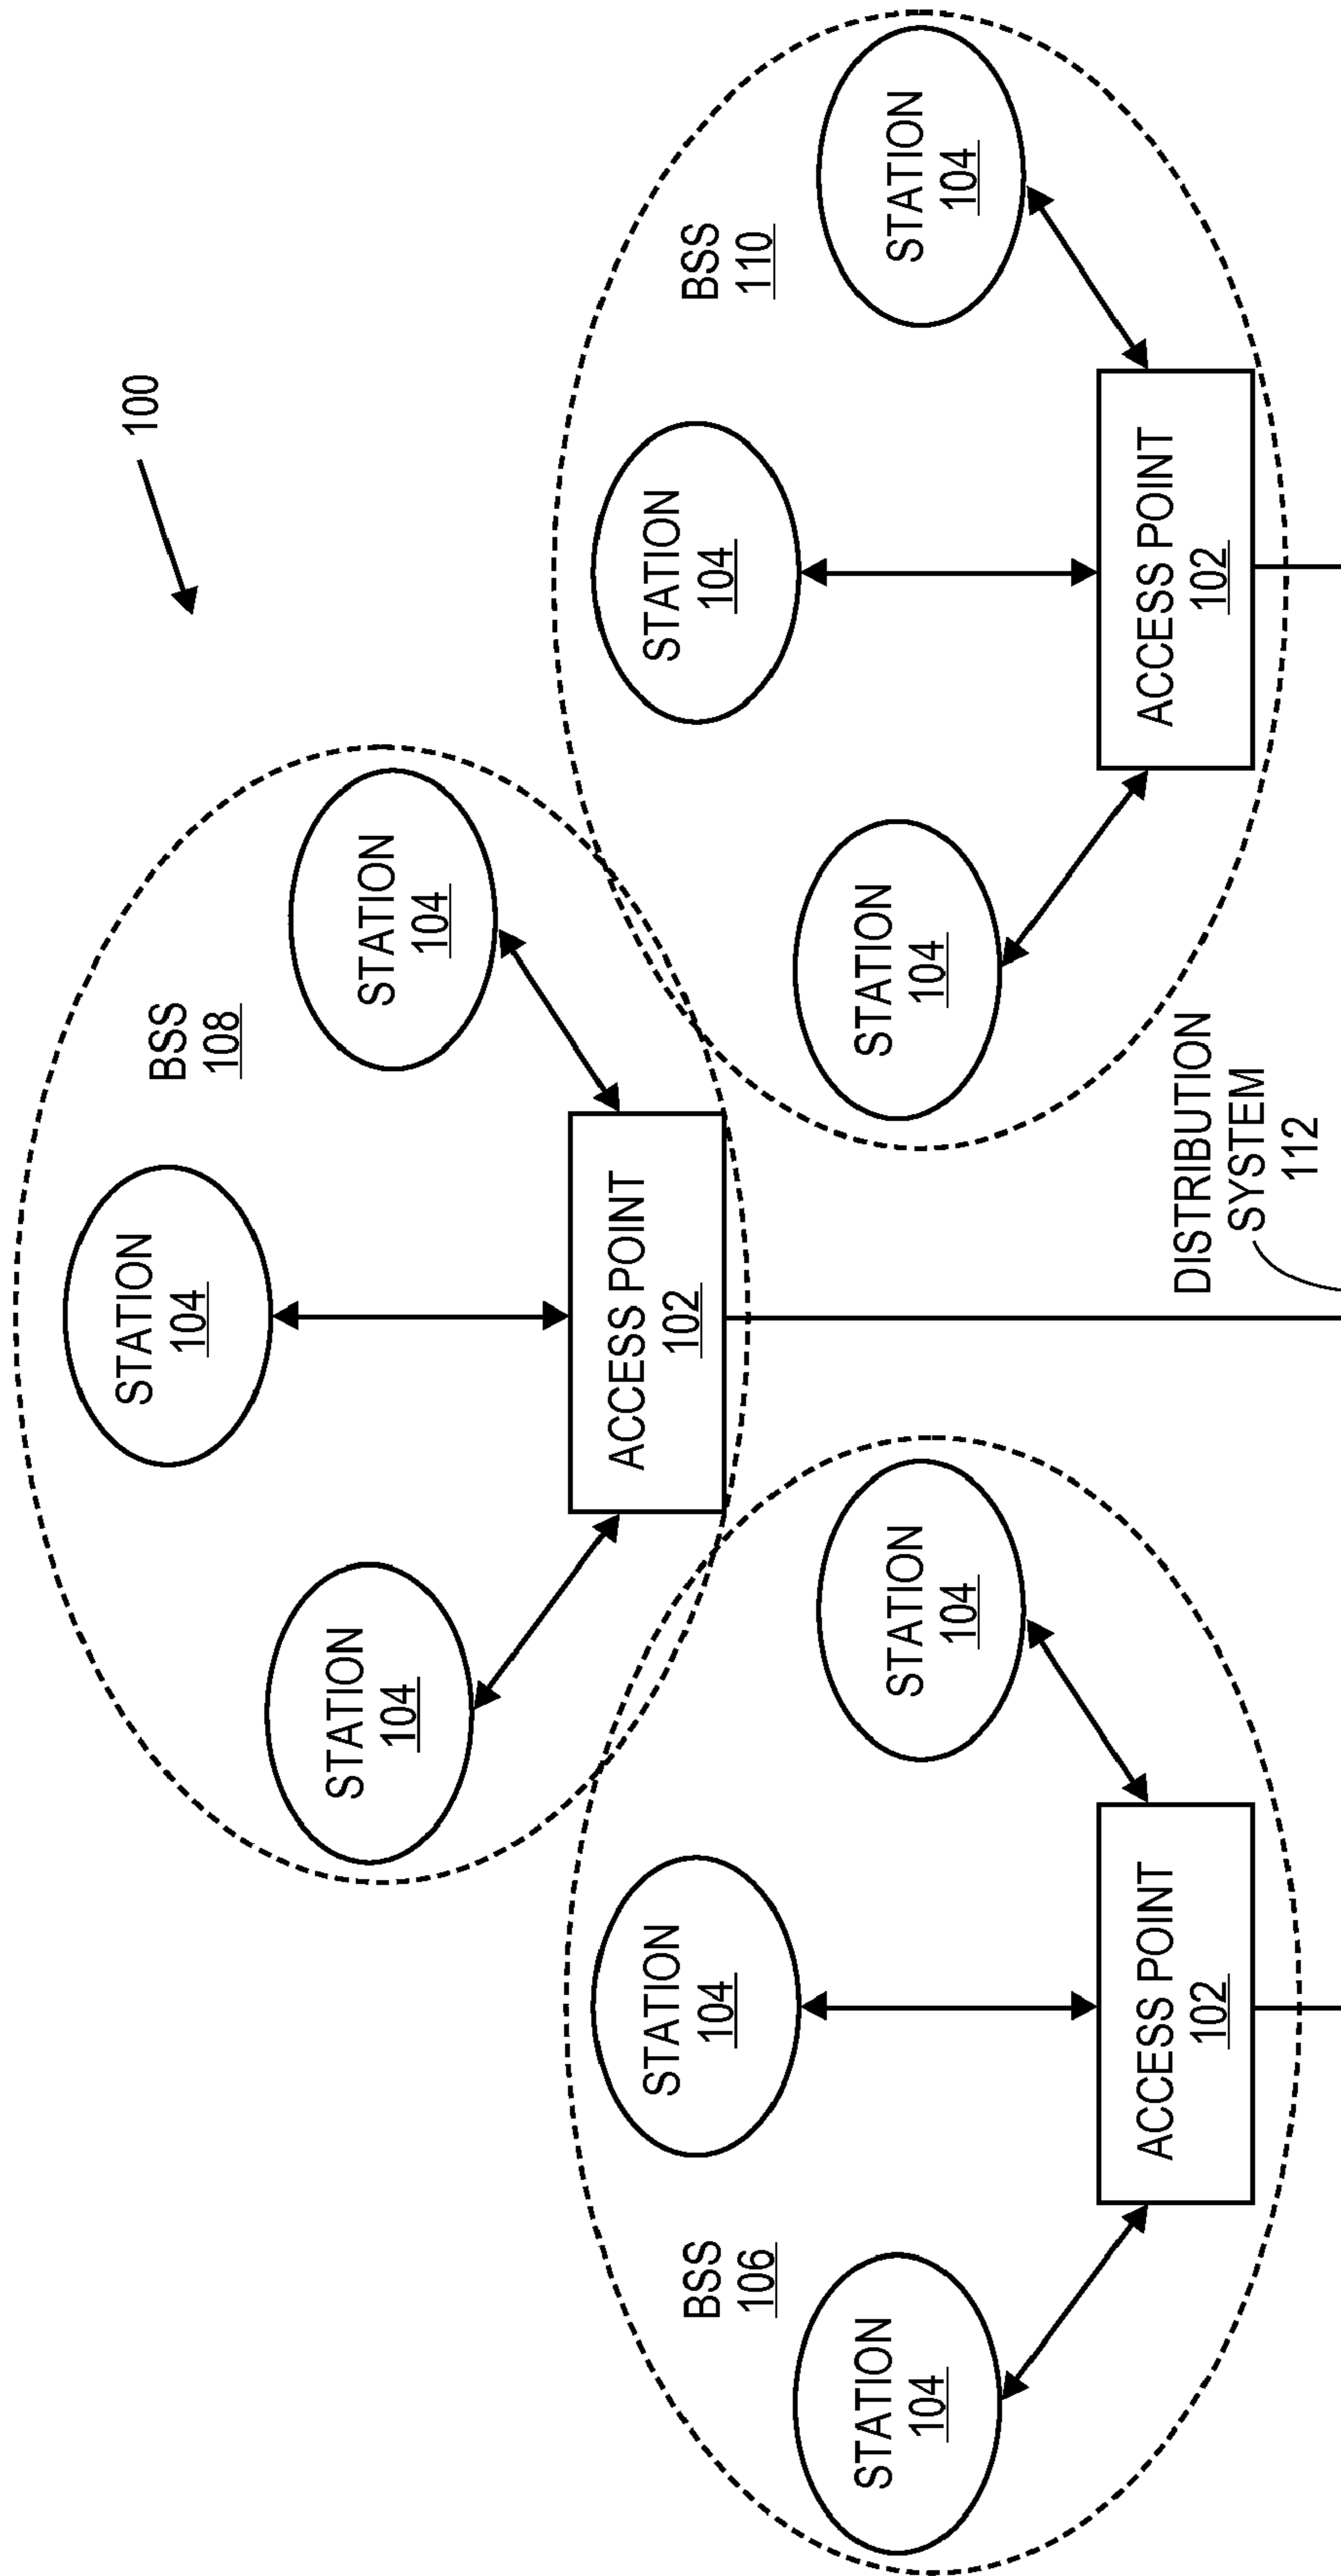 100
STATION
104
BSS
108
STATION
104
STATION
104
ACCESS POINT
102
STATION
104
BSS
106
STATION
104
STATION
104
ACCESS POINT
102
STATION
104
BSS
110
STATION
104
STATION
104
ACCESS POINT
102
DISTRIBUTION
SYSTEM
112